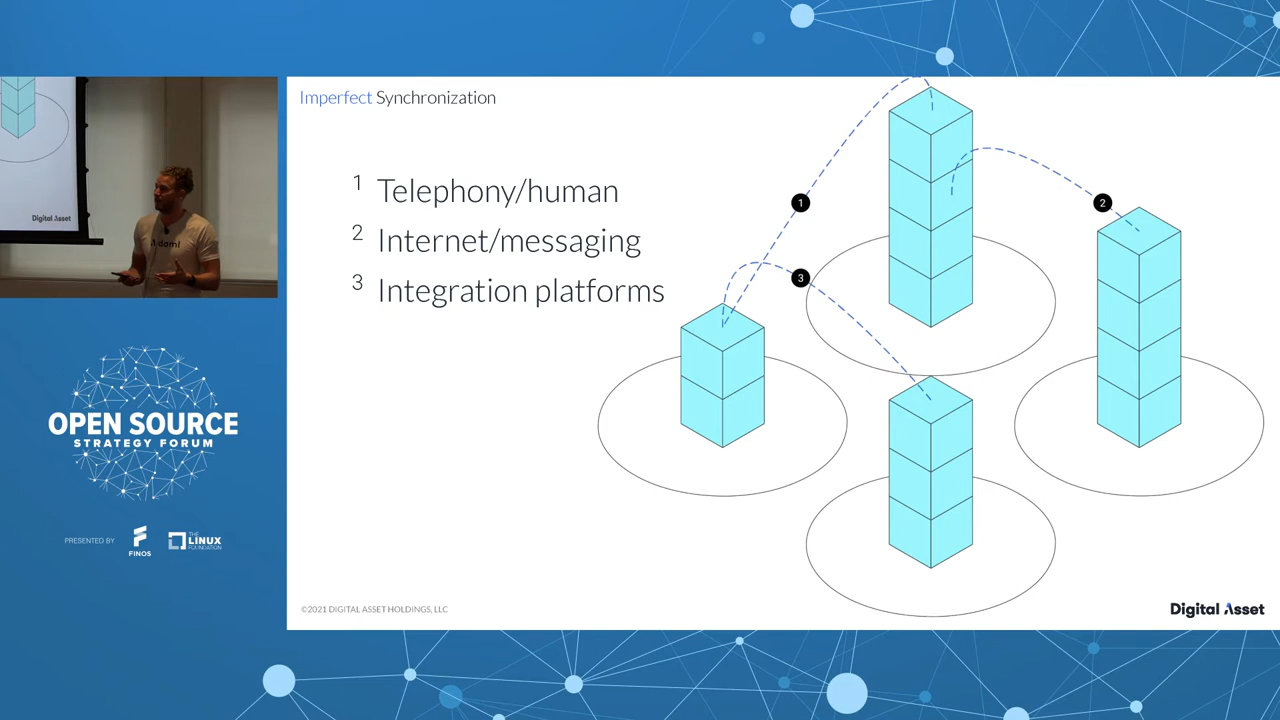 Imperfect Synchronization
1 Telephony/human
2 Internet/messaging
3 Integration platforms
1
2
3
©2021 DIGITAL ASSET HOLDINGS, LLC
Digital Asset
Digital Asset
daml
OPEN SOURCE
STRATEGY FORUM
PRESENTED BY
FINOS
THE
LINUX
FOUNDATION